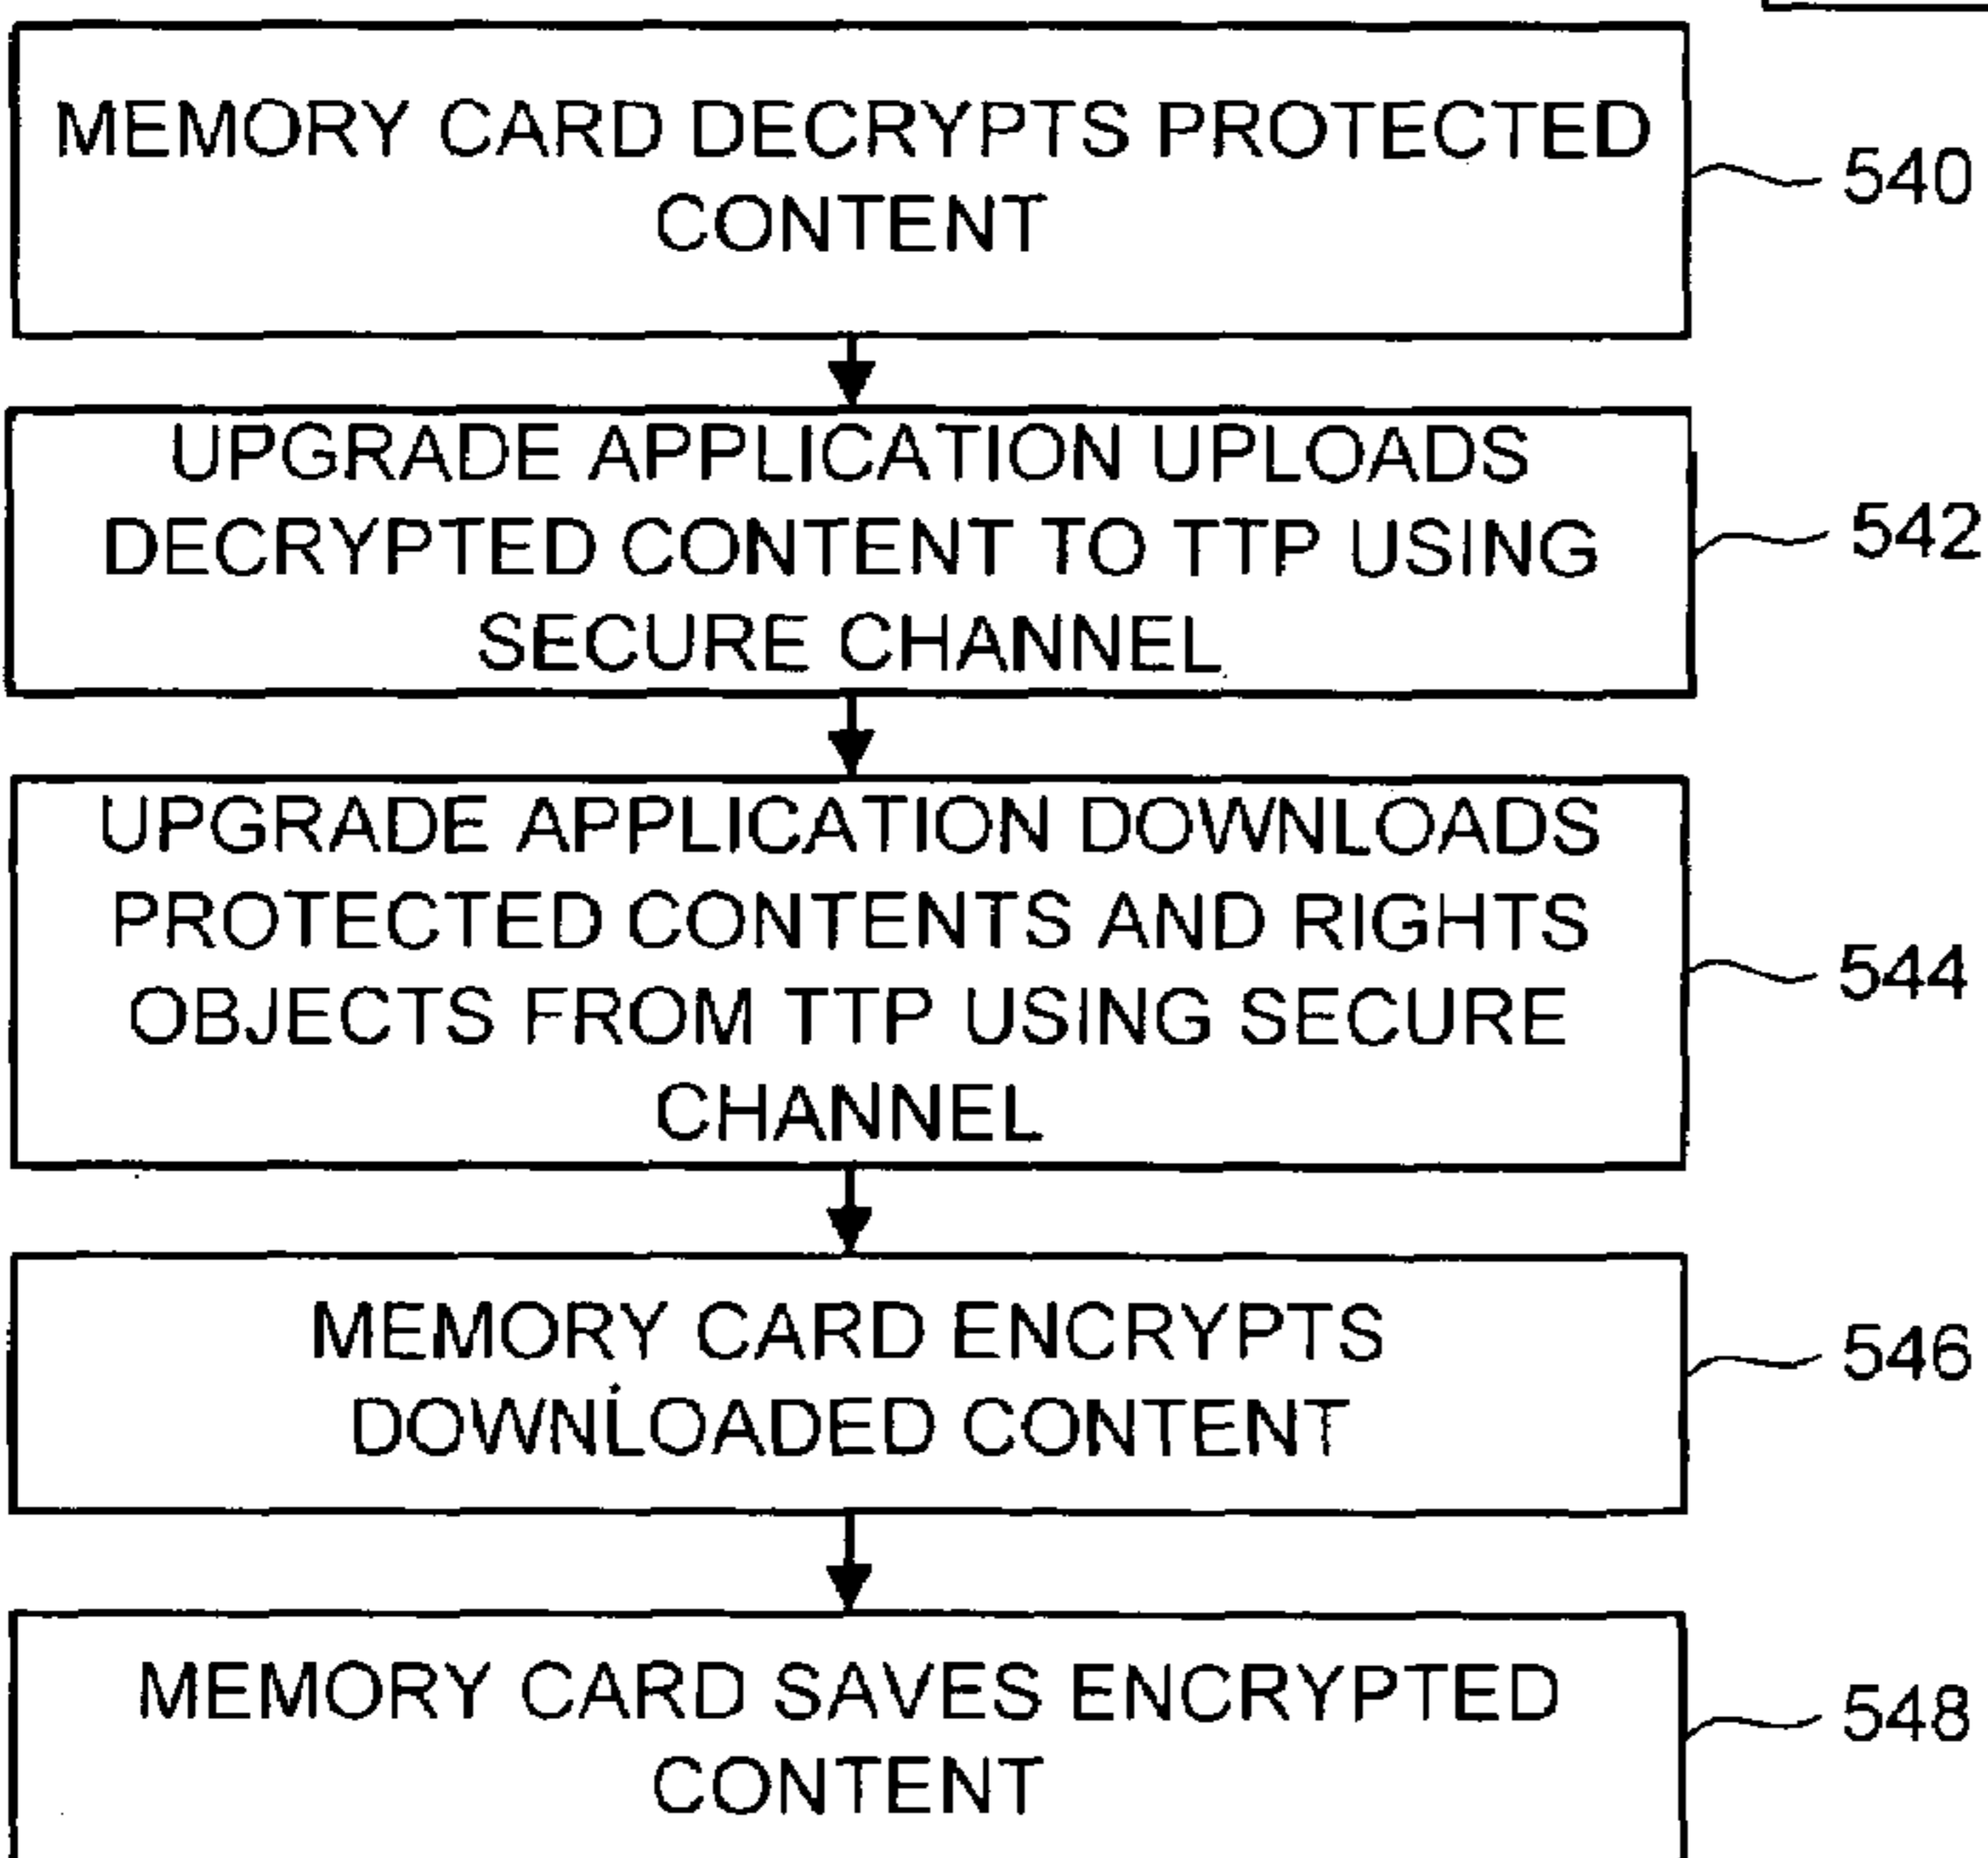 MEMORY CARD DECRYPTS PROTECTED
CONTENT
540
UPGRADE APPLICATION UPLOADS
DECRYPTED CONTENT TO TTP USING
SECURE CHANNEL
542
UPGRADE APPLICATION DOWNLOADS
PROTECTED CONTENTS AND RIGHTS
OBJECTS FROM TTP USING SECURE
CHANNEL
544
MEMORY CARD ENCRYPTS
DOWNLOADED CONTENT
546
MEMORY CARD SAVES ENCRYPTED
CONTENT
548